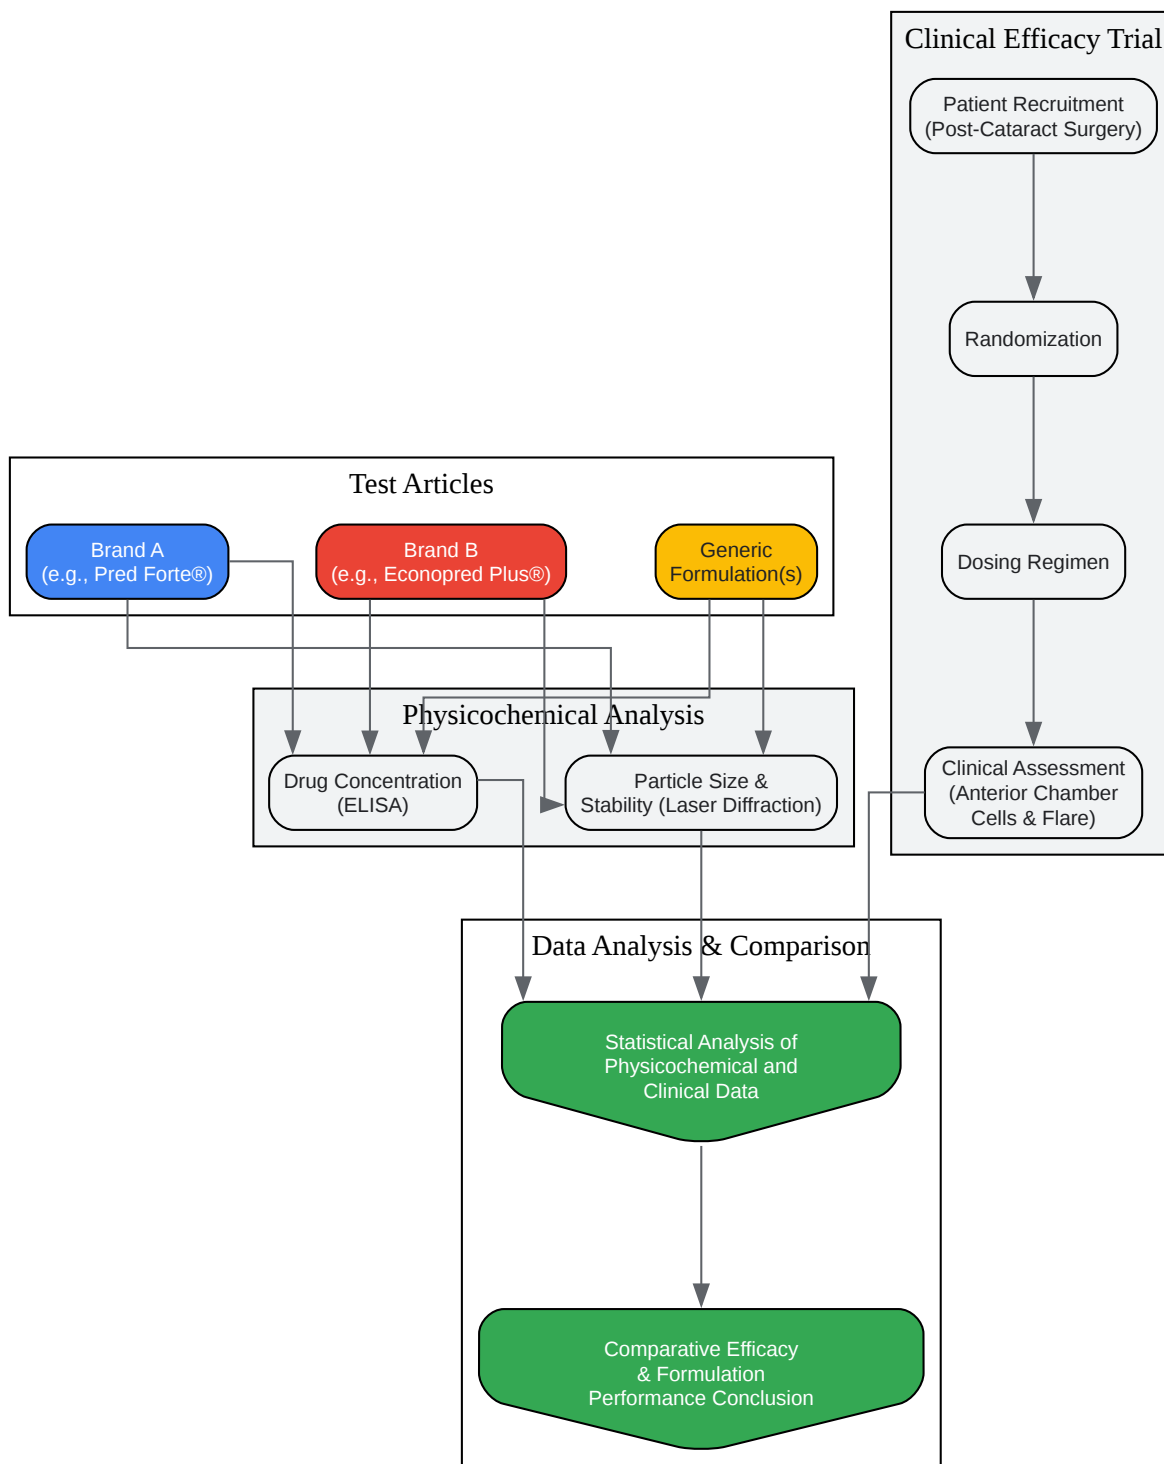 Clinical Efficacy Trial
Patient Recruitment
(Post-Cataract Surgery)
Randomization
Dosing Regimen
Clinical Assessment
(Anterior Chamber
Cells & Flare)
Test Articles
Brand A
(e.g., Pred Forte®)
Brand B
(e.g., Econopred Plus®)
Generic
Formulation(s)
Physicochemical Analysis
Drug Concentration
(ELISA)
Particle Size &
Stability (Laser Diffraction)
Data Analysis & Comparison
Statistical Analysis of
Physicochemical and
Clinical Data
Comparative Efficacy
& Formulation
Performance Conclusion